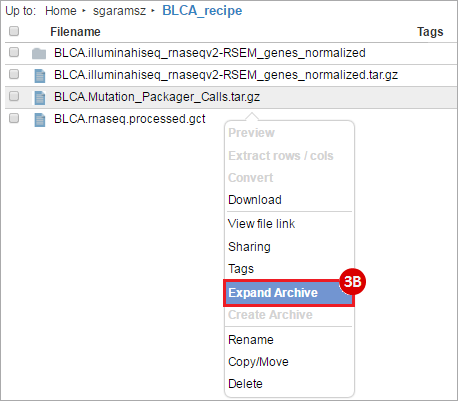 Up to: Home ▸ sgaramsz ▸ BLCA_recipe
Filename Tags
BLCA.illuminahiseq_rnaseqv2-RSEM_genes_normalized
BLCA.illuminahiseq_rnaseqv2-RSEM_genes_normalized.tar.gz
BLCA.Mutation_Packager_Calls.tar.gz
BLCA.rnaseq.processed.gct
Preview
Extract rows / cols
Convert
Download
View file link
Sharing
Tags
Expand Archive 3B
Create Archive
Rename
Copy/Move
Delete